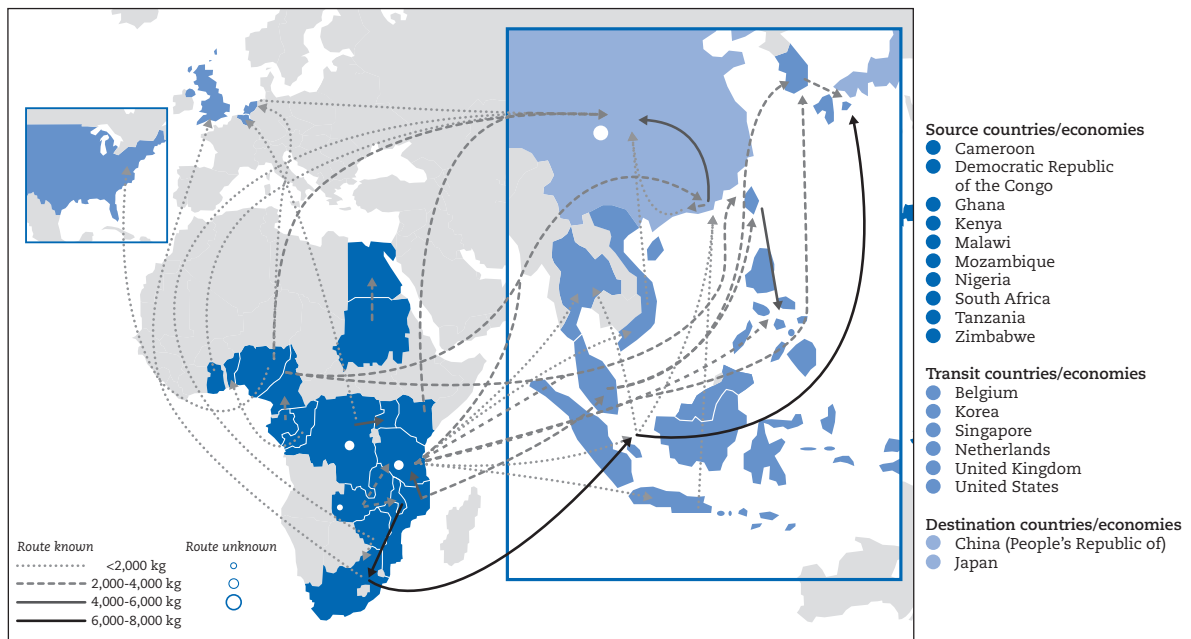 Route known
<2,000 kg
2,000-4,000 kg
4,000-6,000 kg
6,000-8,000 kg
Route unknown
Source countries/economies
Cameroon
Democratic Republic
of the Congo
Ghana
Kenya
Malawi
Mozambique
Nigeria
South Africa
Tanzania
Zimbabwe
Transit countries/economies
Belgium
Korea
Singapore
Netherlands
United Kingdom
United States
Destination countries/economies
China (People's Republic of)
Japan